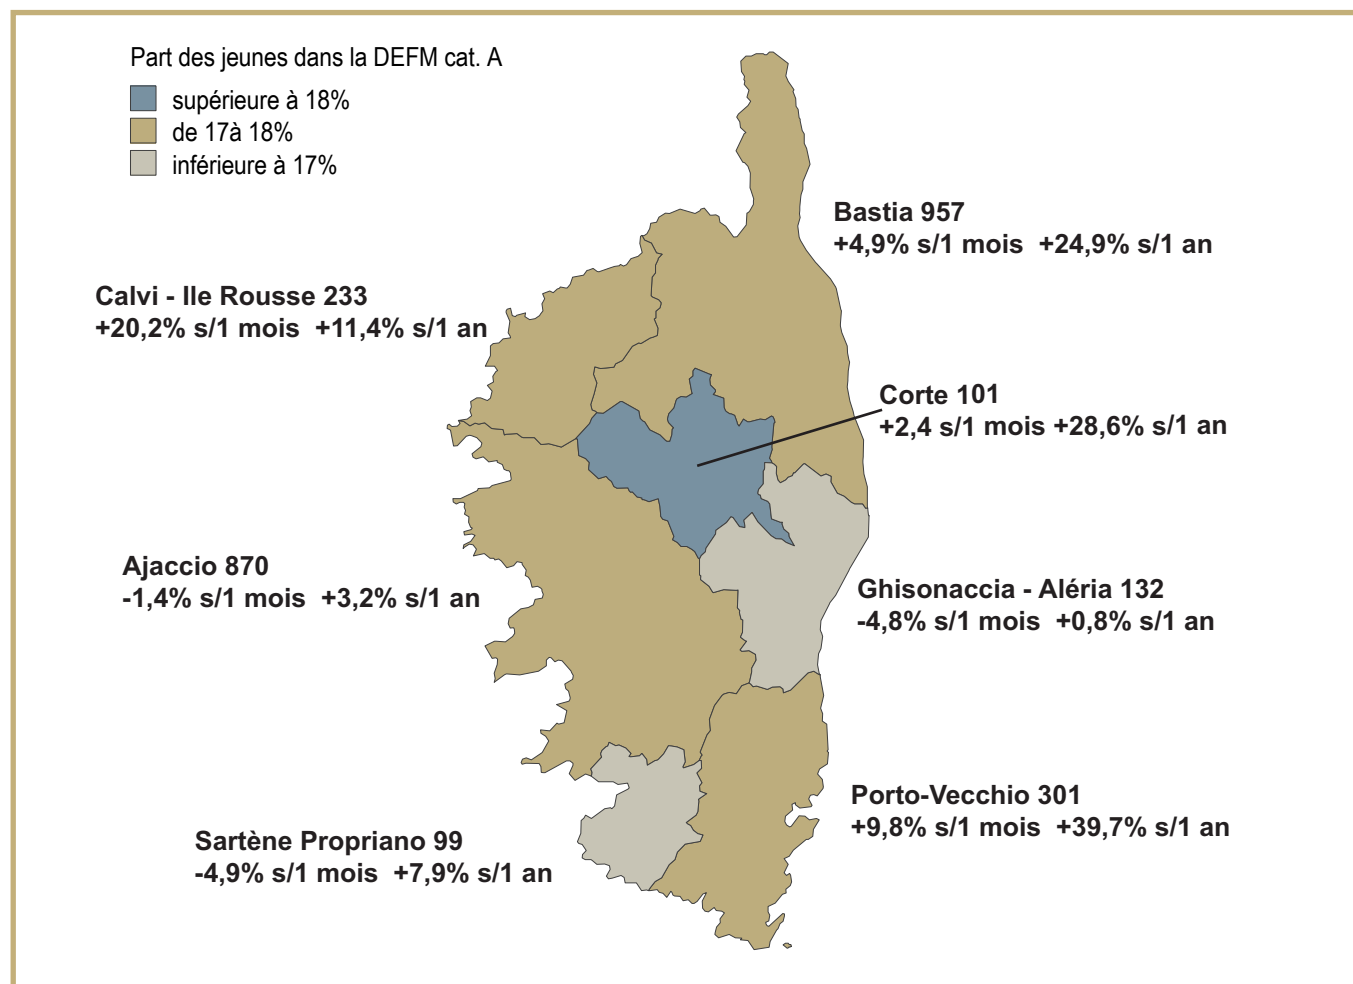 Part des jeunes dans la DEFM cat. A
supérieure à 18%
de 17à 18%
inférieure à 17%
Bastia 957
+4,9% s/1 mois +24,9% s/1 an
Calvi - Ile Rousse 233
+20,2% s/1 mois +11,4% s/1 an
Corte 101
+2,4 s/1 mois +28,6% s/1 an
Ajaccio 870
-1,4% s/1 mois +3,2% s/1 an
Ghisonaccia - Aléria 132
-4,8% s/1 mois +0,8% s/1 an
Porto-Vecchio 301
+9,8% s/1 mois +39,7% s/1 an
Sartène Propriano 99
-4,9% s/1 mois +7,9% s/1 an